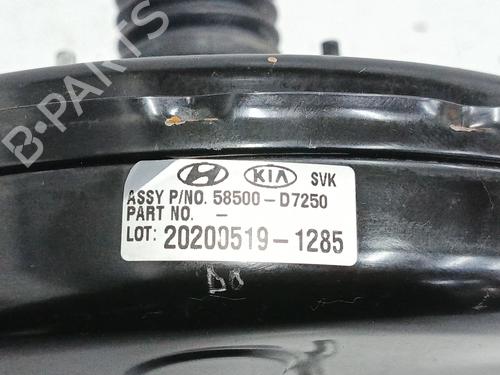 B-PARTS
KIA SVK
ASSY P/NO. 58500-D7250
PART NO. -
LOT: 20200519-1285